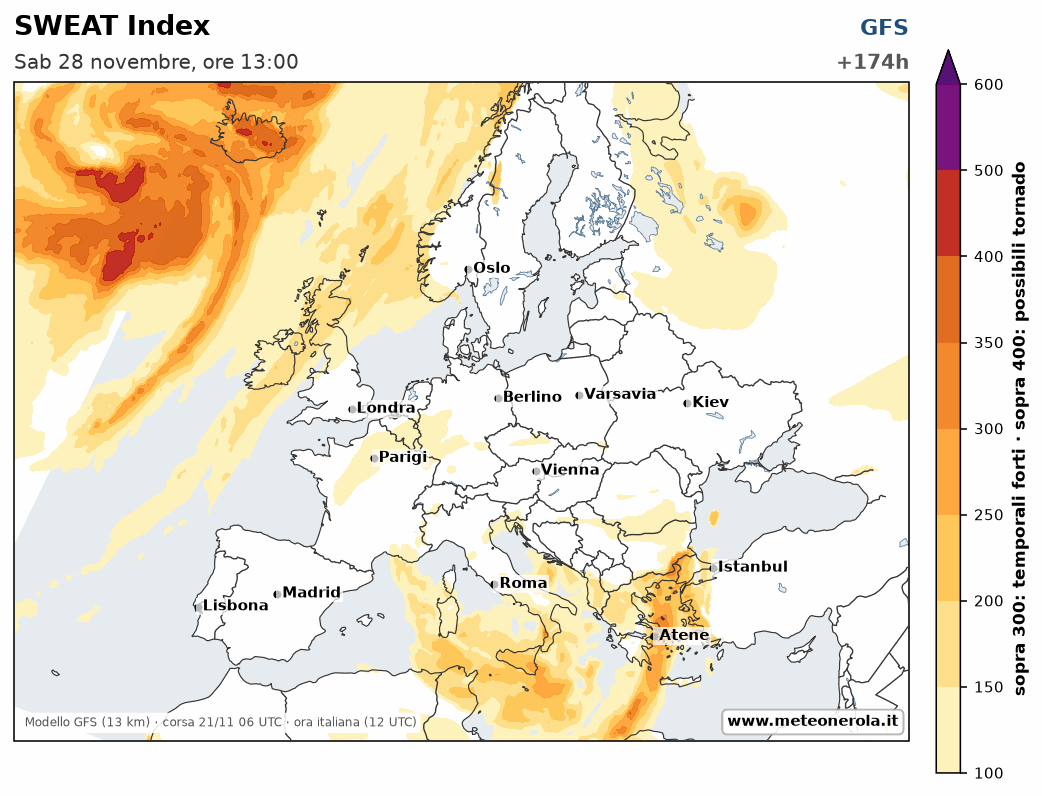 SWEAT Index
GFS
Sab 28 novembre, ore 13:00
+174h
600
500
400
350
300
250
200
150
100
sopra 300: temporali forti · sopra 400: possibili tornado
Oslo
Berlino
Varsavia
Kiev
Londra
Parigi
Vienna
Istanbul
Roma
Madrid
Lisbona
Atene
Modello GFS (13 km) · corsa 21/11 06 UTC · ora italiana (12 UTC)
www.meteonerola.it